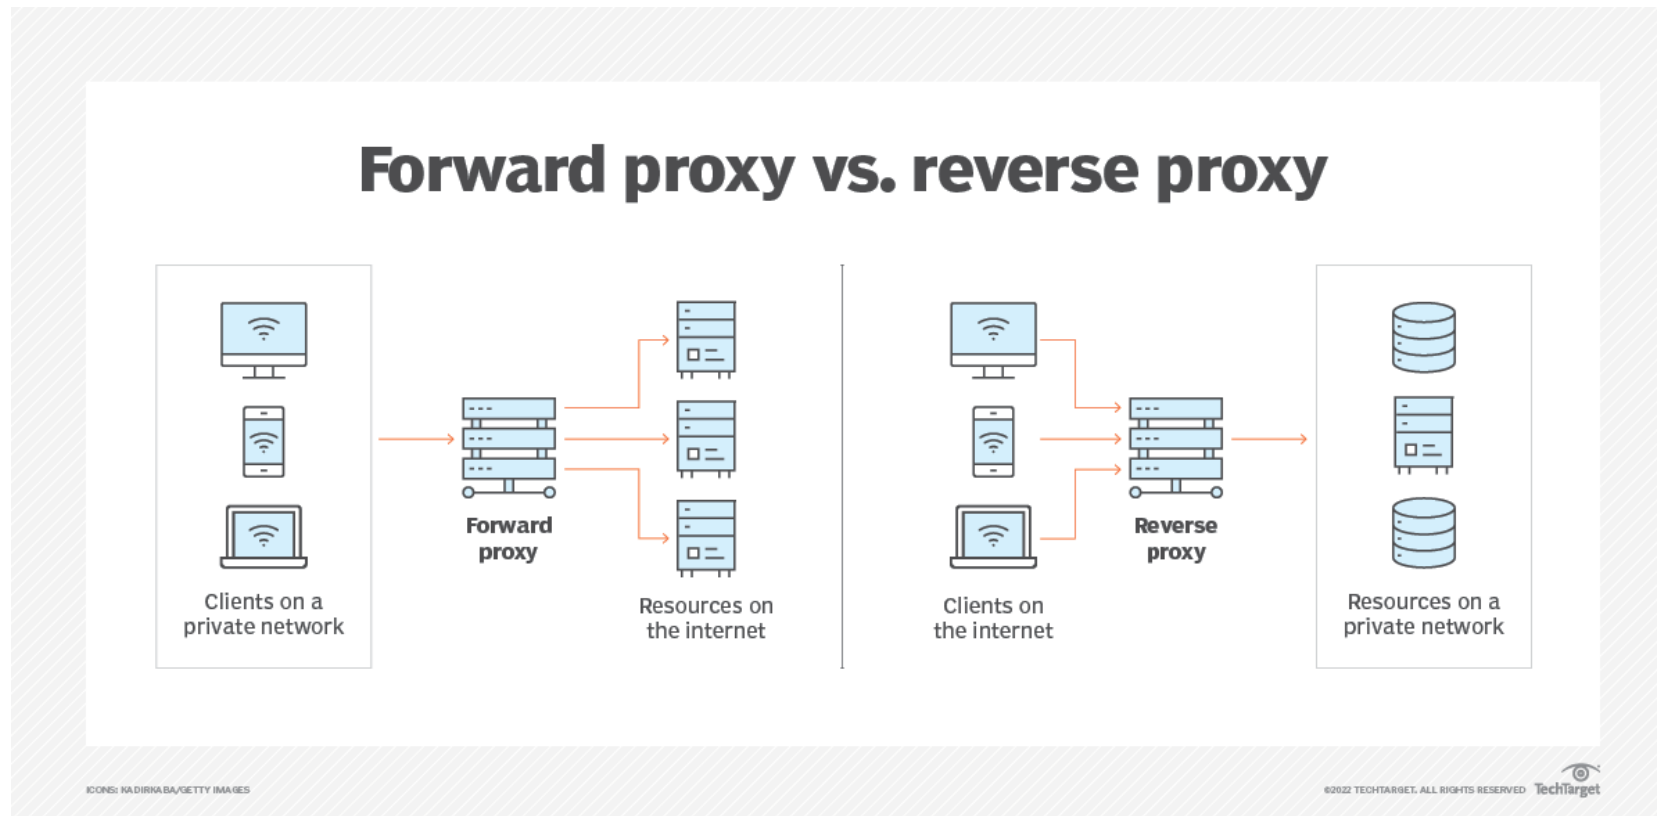 Forward proxy vs. reverse proxy
Clients on a
private network
Forward
proxy
Resources on
the internet
Clients on
the internet
Reverse
proxy
Resources on a
private network
ICONS: KADIRKABA/GETTY IMAGES
©2022 TECHTARGET. ALL RIGHTS RESERVED
TechTarget